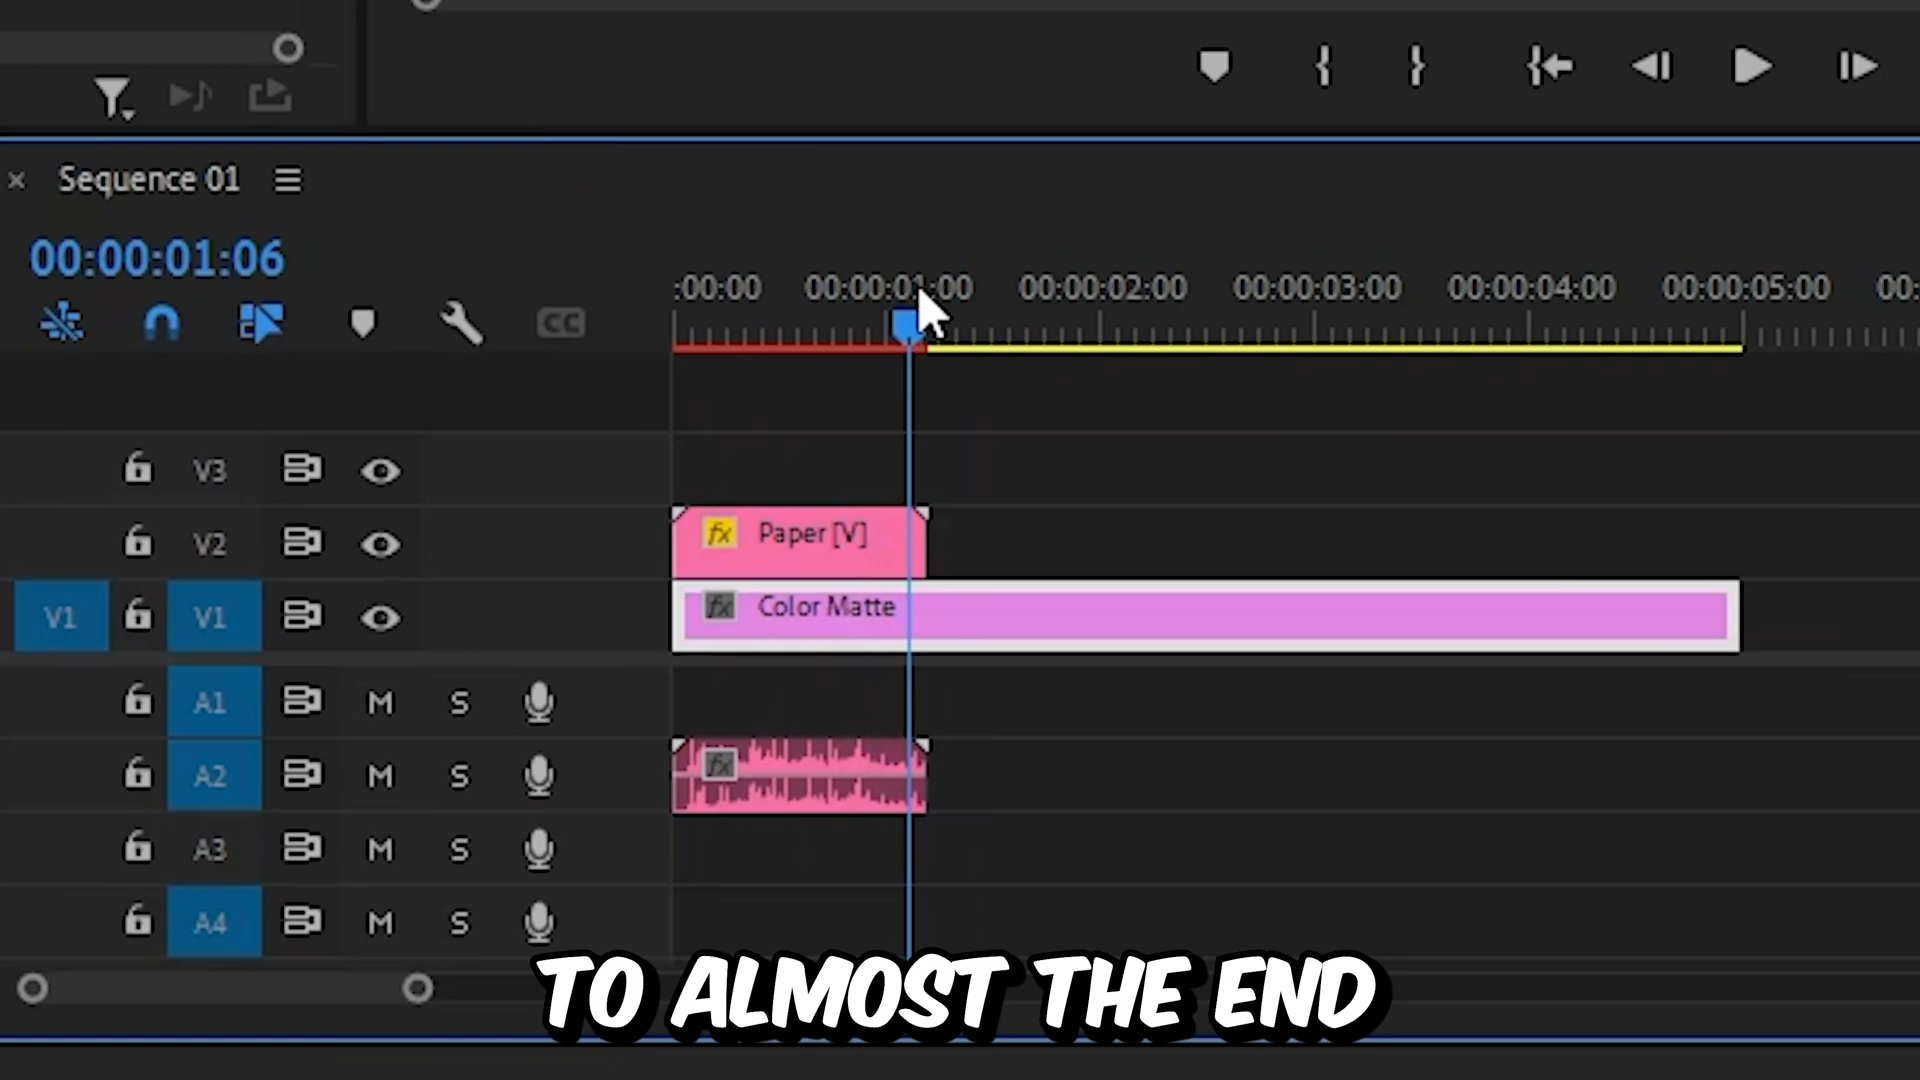 Sequence 01
00:00:01:06
:00:00 00:00:01:00 00:00:02:00 00:00:03:00 00:00:04:00 00:00:05:00 00:
CC
V3
V2 fx Paper [V]
V1 V1 fx Color Matte
A1 M S
A2 M S fx
A3 M S
A4 M S
TO ALMOST THE END